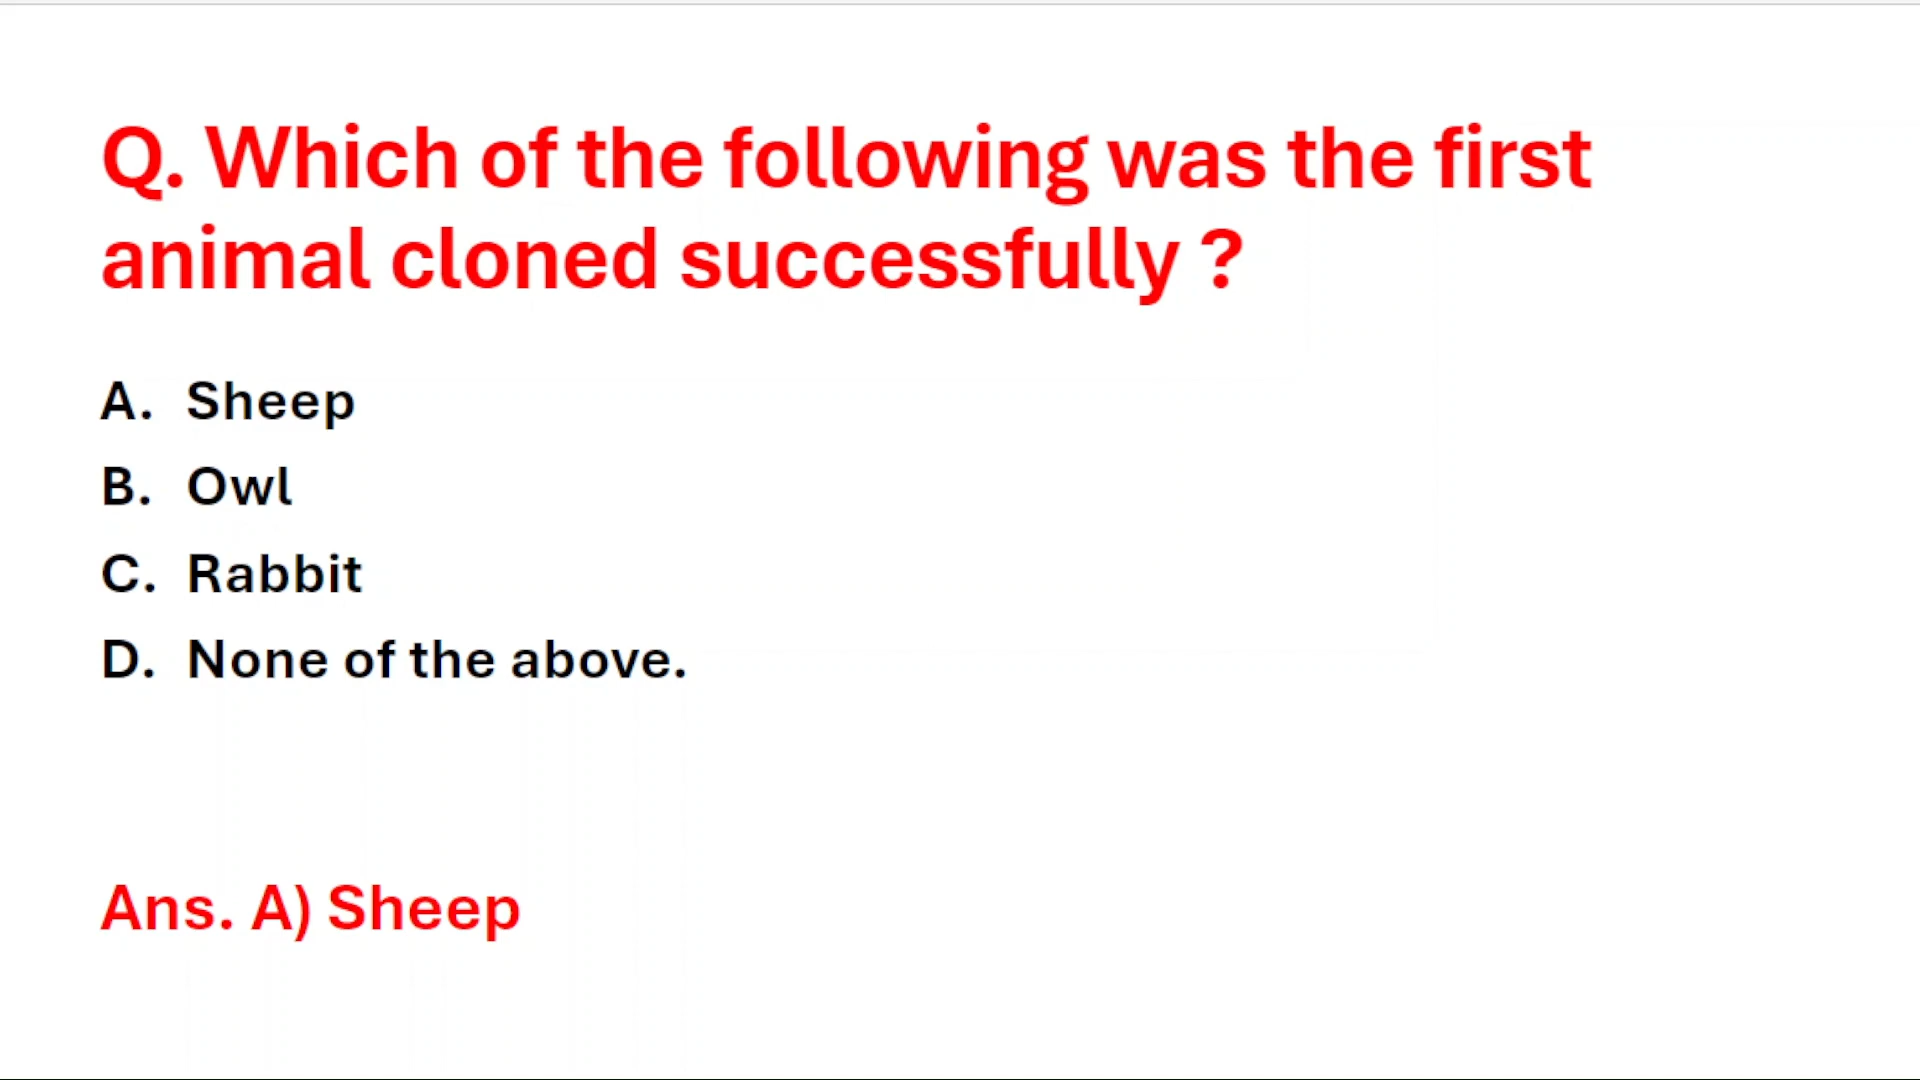 Q. Which of the following was the first
animal cloned successfully ?
A. Sheep
B. Owl
C. Rabbit
D. None of the above.
Ans. A) Sheep